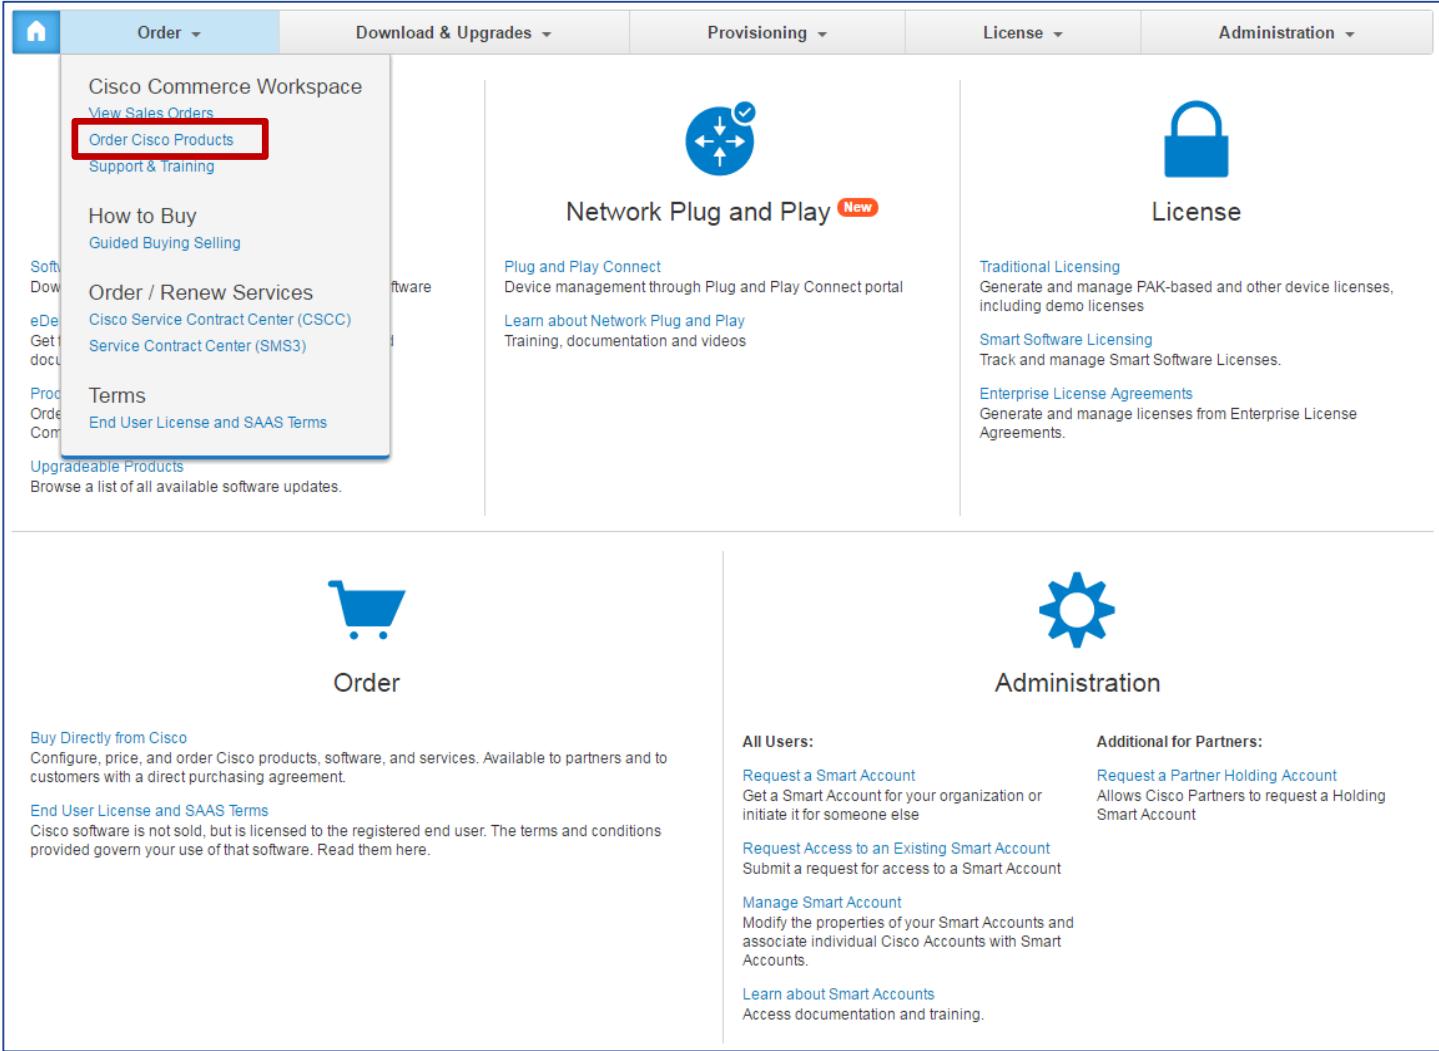 Order
Download & Upgrades
Provisioning
License
Administration
Cisco Commerce Workspace
View Sales Orders
Order Cisco Products
Support & Training
How to Buy
Guided Buying Selling
Order / Renew Services
Cisco Service Contract Center (CSCC)
Service Contract Center (SMS3)
Terms
End User License and SAAS Terms
Upgradeable Products
Browse a list of all available software updates.
Network Plug and Play New
Plug and Play Connect
Device management through Plug and Play Connect portal
Learn about Network Plug and Play
Training, documentation and videos
License
Traditional Licensing
Generate and manage PAK-based and other device licenses,
including demo licenses
Smart Software Licensing
Track and manage Smart Software Licenses.
Enterprise License Agreements
Generate and manage licenses from Enterprise License
Agreements.
Order
Buy Directly from Cisco
Configure, price, and order Cisco products, software, and services. Available to partners and to
customers with a direct purchasing agreement.
End User License and SAAS Terms
Cisco software is not sold, but is licensed to the registered end user. The terms and conditions
provided govern your use of that software. Read them here.
Administration
All Users:
Request a Smart Account
Get a Smart Account for your organization or
initiate it for someone else
Request Access to an Existing Smart Account
Submit a request for access to a Smart Account
Manage Smart Account
Modify the properties of your Smart Accounts and
associate individual Cisco Accounts with Smart
Accounts.
Learn about Smart Accounts
Access documentation and training.
Additional for Partners:
Request a Partner Holding Account
Allows Cisco Partners to request a Holding
Smart Account